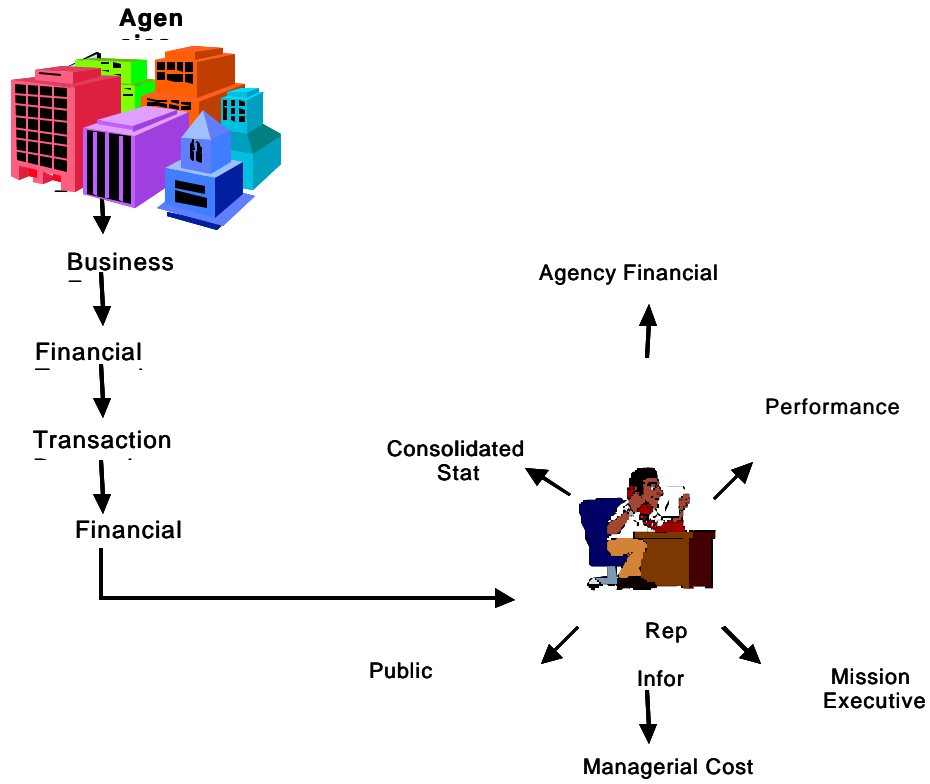 Agen
Business
Financial
Transaction
Financial
Agency Financial
Performance
Consolidated
Stat
Rep
Infor
Public
Mission
Executive
Managerial Cost